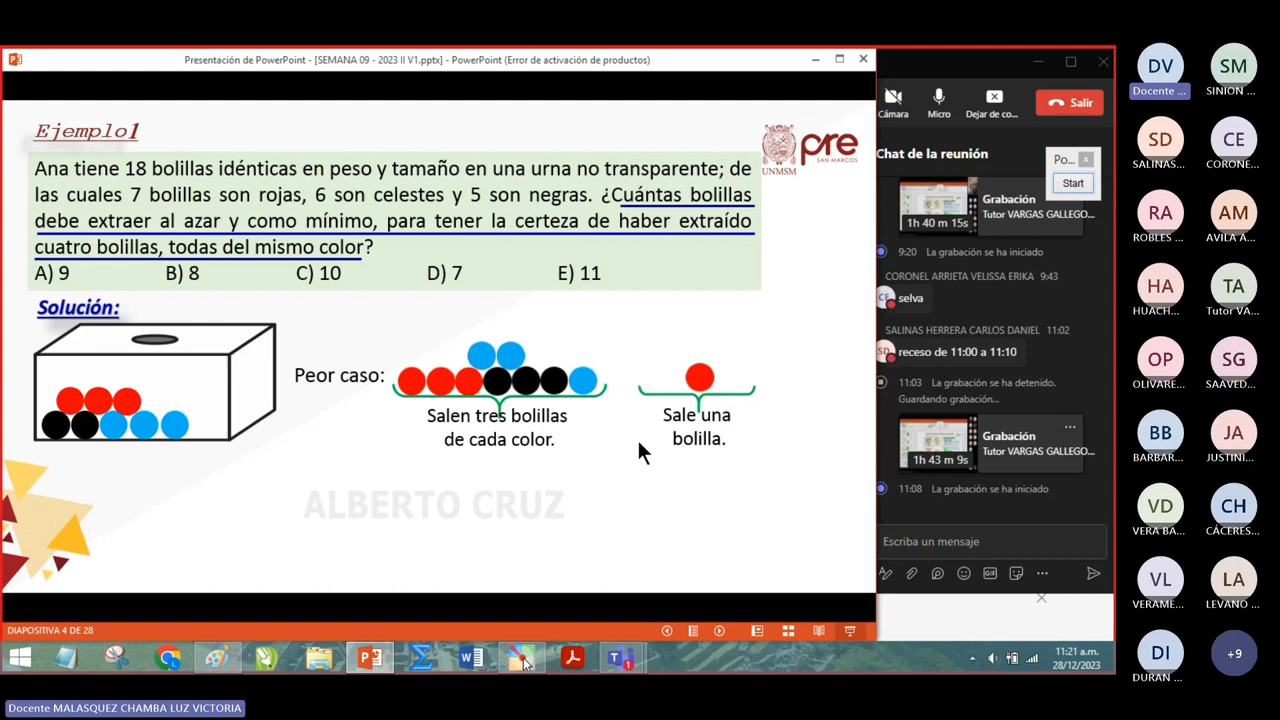 Presentación de PowerPoint - [SEMANA 09 - 2023 II V1.pptx] - PowerPoint (Error de activación de productos)
Ejemplo1
pre
SAN MARCOS
UNMSM
Ana tiene 18 bolillas idénticas en peso y tamaño en una urna no transparente; de
las cuales 7 bolillas son rojas, 6 son celestes y 5 son negras. ¿Cuántas bolillas
debe extraer al azar y como mínimo, para tener la certeza de haber extraído
cuatro bolillas, todas del mismo color?
A) 9 B) 8 C) 10 D) 7 E) 11
Solución:
Peor caso:
Salen tres bolillas
de cada color.
Sale una
bolilla.
ALBERTO CRUZ
DIAPOSITIVA 4 DE 28
Cámara
Micro
Dejar de co...
Salir
Chat de la reunión
Po...
Start
Grabación
Tutor VARGAS GALLEGO...
1h 40 m 15s
9:20 La grabación se ha iniciado
CORONEL ARRIETA VELISSA ERIKA 9:43
CE
selva
SALINAS HERRERA CARLOS DANIEL 11:02
SD
receso de 11:00 a 11:10
11:03 La grabación se ha detenido.
Guardando grabación...
Grabación
Tutor VARGAS GALLEGO...
1h 43 m 9s
11:08 La grabación se ha iniciado
Escriba un mensaje
GIF
11:21 a.m.
28/12/2023
DV SM
Docente ... SINION ...
SD CE
SALINAS... CORONE...
RA AM
ROBLES ... AVILA A...
HA TA
HUACH... Tutor VA...
OP SG
OLIVARE... SAAVED...
BB JA
BARBAR... JUSTINI...
VD CH
VERA BA... CÁCERES...
VL LA
VERAME... LEVANO ...
DI +9
DURAN ...
Docente MALASQUEZ CHAMBA LUZ VICTORIA